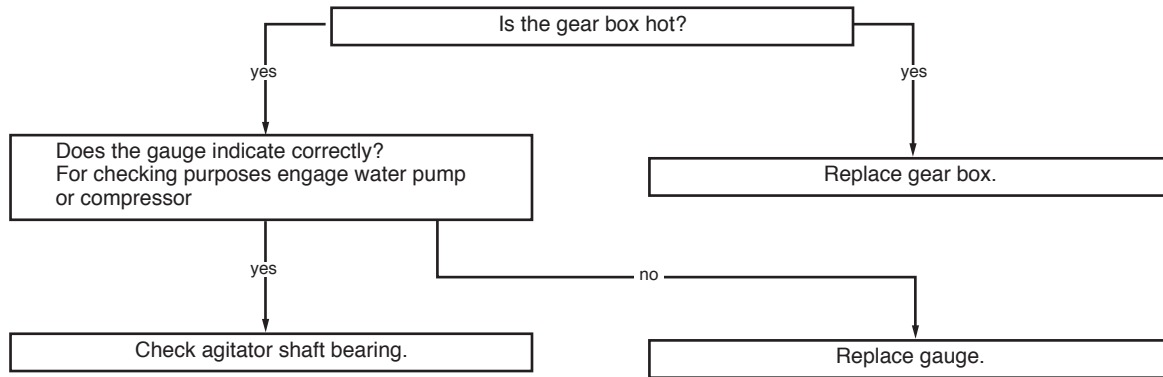 Is the gear box hot?
yes
yes
Does the gauge indicate correctly?
For checking purposes engage water pump
or compressor
Replace gear box.
yes
no
Check agitator shaft bearing.
Replace gauge.